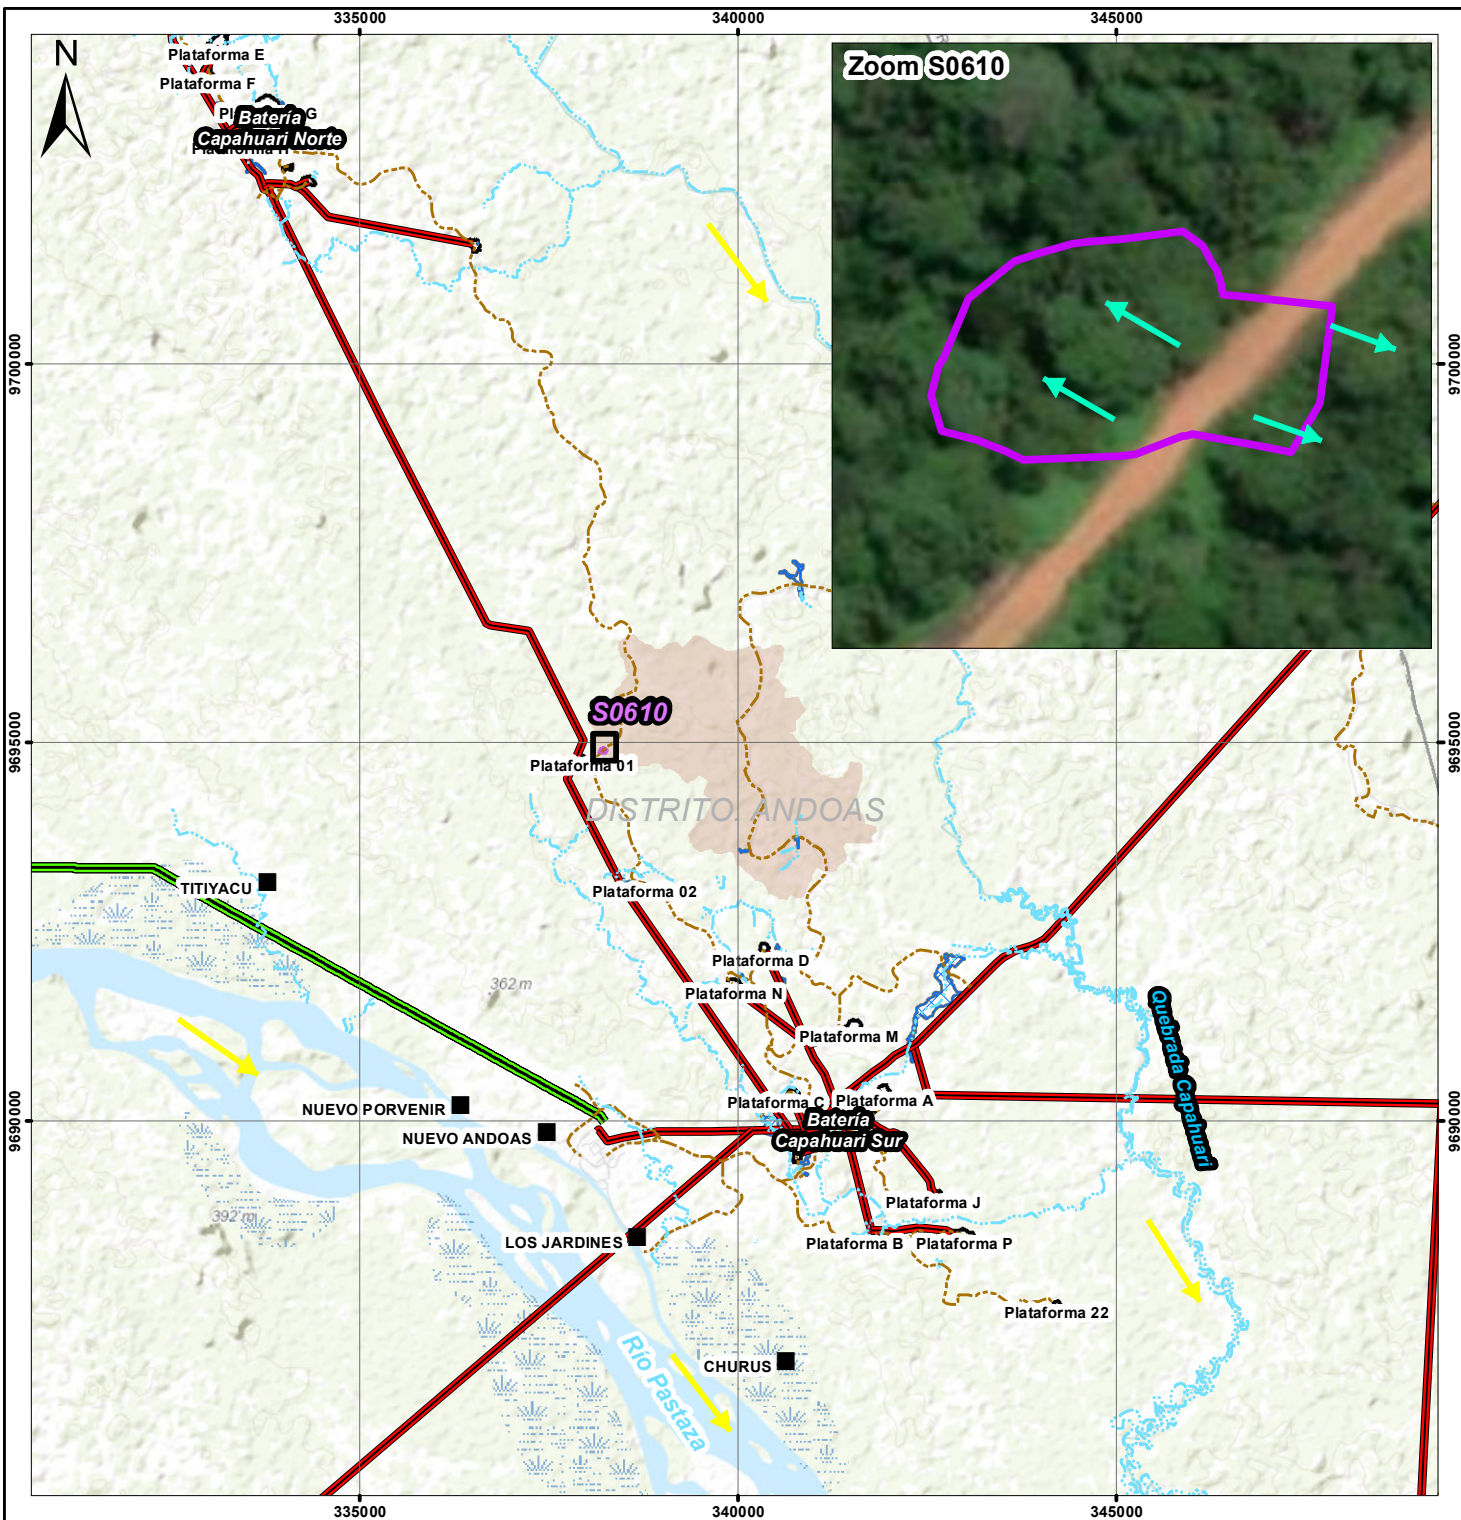 335000
340000
345000
N
Zoom S0610
Plataforma E
Plataforma F
G
Batería
Capahuari Norte
9700000
9700000
S0610
9695000
9695000
Plataforma 01
DISTRITO. ANDOAS
TITIYACU
Plataforma 02
Plataforma D
362 m
Plataforma N
Plataforma M
Quebrada Capahuari
NUEVO PORVENIR
Plataforma C
Plataforma A
9690000
9690000
NUEVO ANDOAS
Batería
Capahuari Sur
Plataforma J
392 m
LOS JARDINES
Plataforma B
Plataforma P
Plataforma 22
Río Pastaza
CHURUS
335000
340000
345000